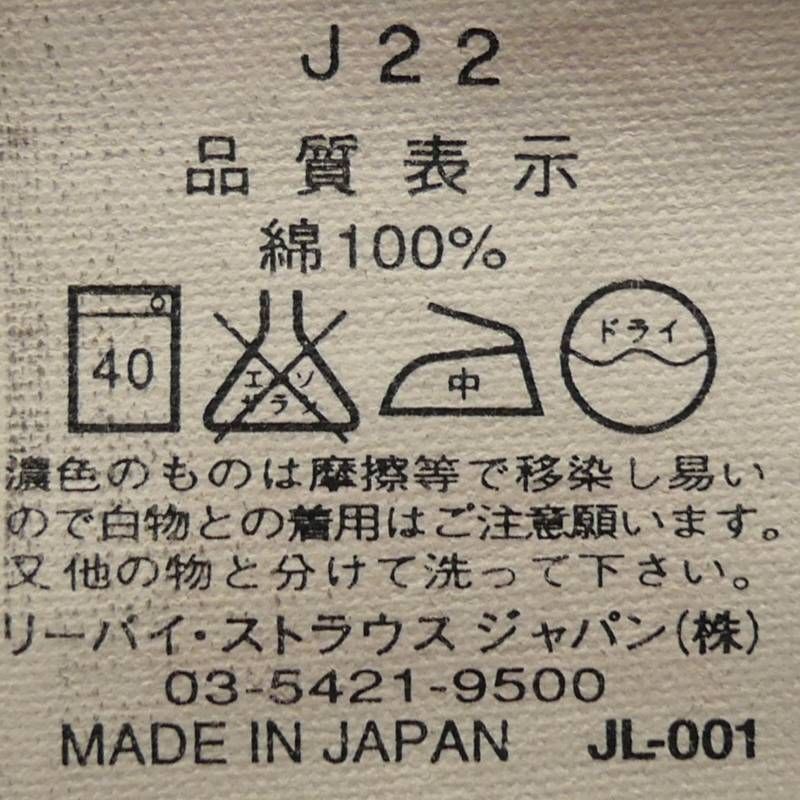 J22
品質表示
綿100%
40 エンソサラシ 中 ドライ
濃色のものは摩擦等で移染し易い
ので白物との着用はご注意願います。
又他の物と分けて洗って下さい。
リーバイ・ストラウス ジャパン(株)
03-5421-9500
MADE IN JAPAN JL-001